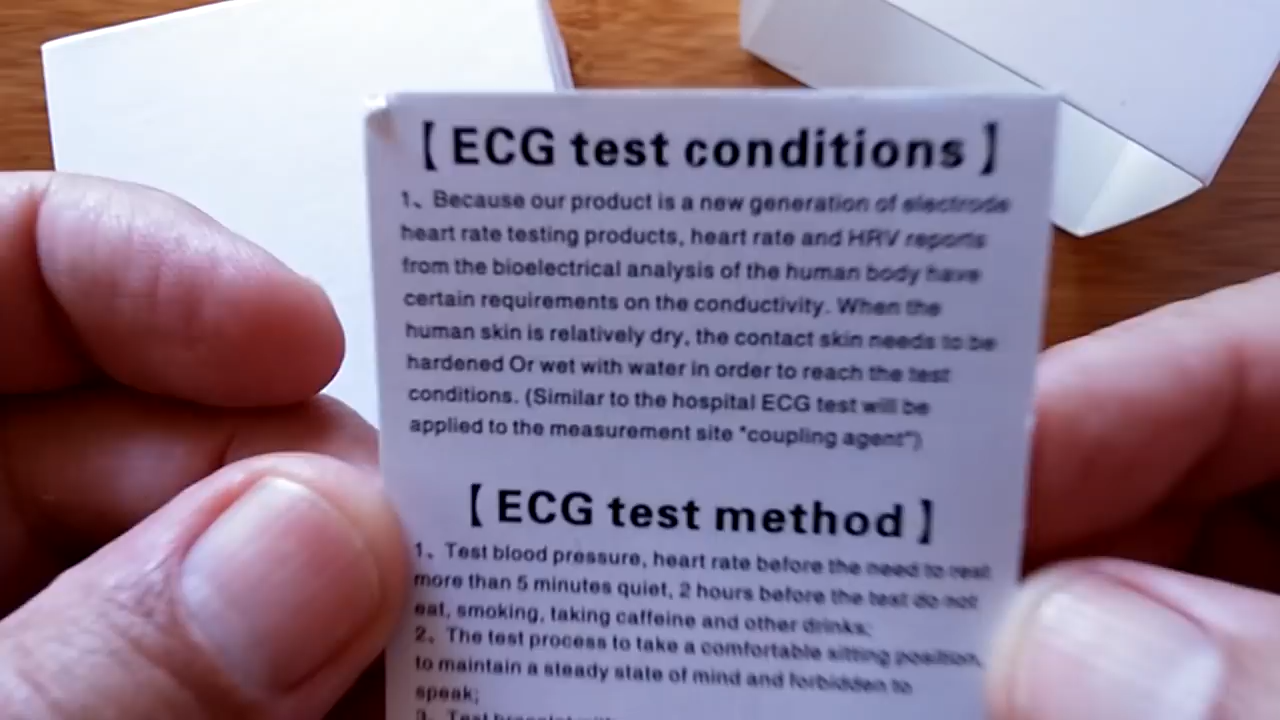 【 ECG test conditions 】
1、Because our product is a new generation of electrode
heart rate testing products, heart rate and HRV reports
from the bioelectrical analysis of the human body have
certain requirements on the conductivity. When the
human skin is relatively dry, the contact skin needs to be
hardened Or wet with water in order to reach the test
conditions. (Similar to the hospital ECG test will be
applied to the measurement site "coupling agent")
【 ECG test method 】
1、Test blood pressure, heart rate before the need to rest
more than 5 minutes quiet, 2 hours before the test do not
eat, smoking, taking caffeine and other drinks;
2、The test process to take a comfortable sitting position,
to maintain a steady state of mind and forbidden to
speak;
3、Test